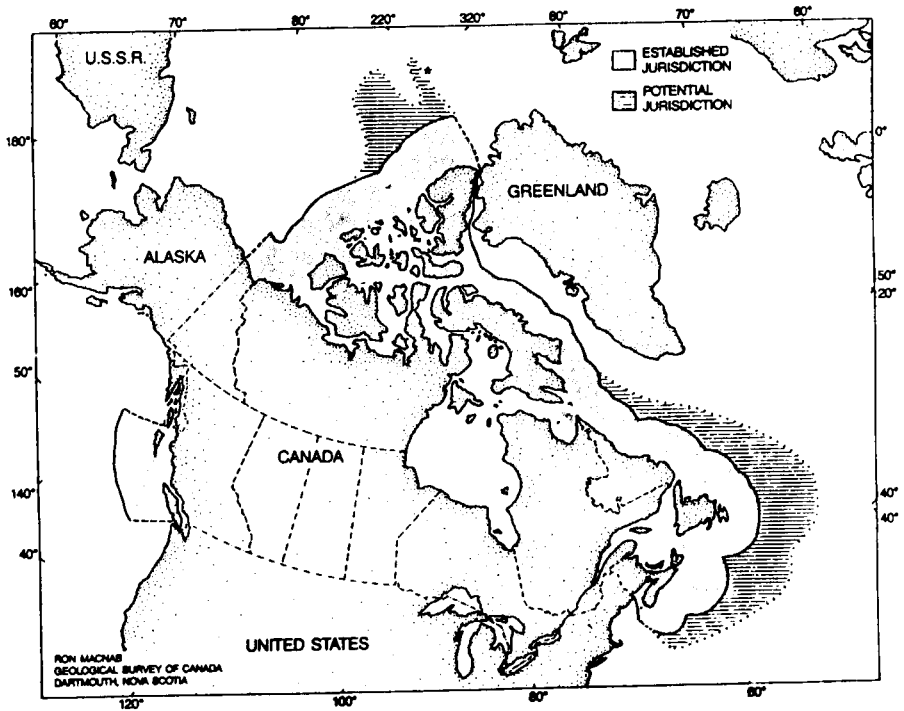 60° 70° 80° 220° 320° 60° 70° 60°
U.S.S.R.
*
ESTABLISHED
JURISDICTION
POTENTIAL
JURISDICTION
180° 0°
GREENLAND
ALASKA
160° 50°
20°
50°
CANADA
140° 40°
40°
40°
UNITED STATES
RON MACNAB
GEOLOGICAL SURVEY OF CANADA
DARTMOUTH, NOVA SCOTIA
120° 100° 80° 60°